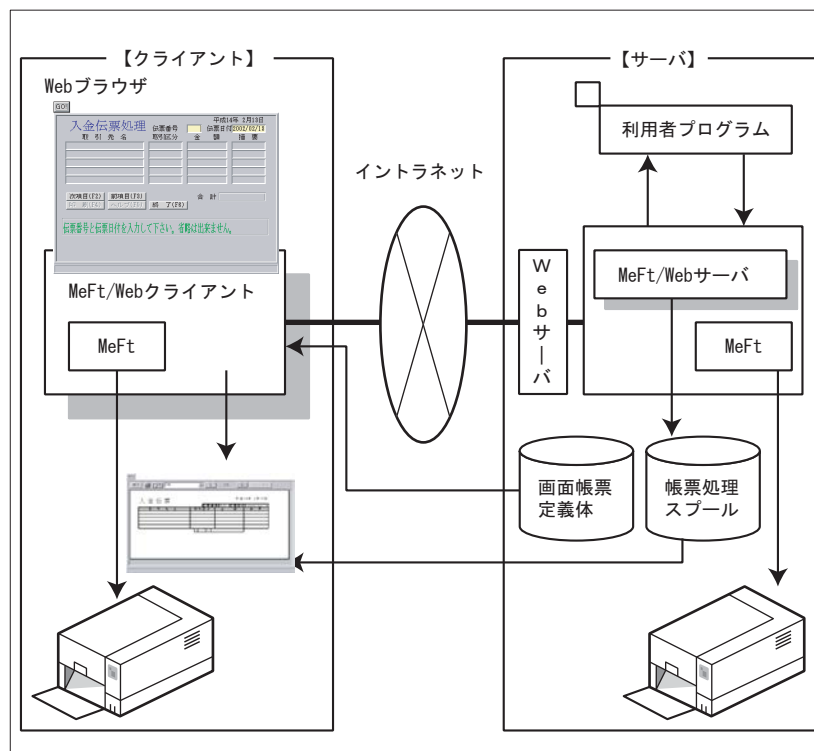 【クライアント】
【サーバ】
Webブラウザ
GO!
平成14年 2月13日
入金伝票処理
伝票番号
伝票日付 2002/02/18
取引先名 取引区分 金額 摘要
次項目(F2) 前項目(F3)
終了(F6)
合計
伝票番号と伝票日付を入力して下さい。省略は出来ません。
利用者プログラム
イントラネット
MeFt/Webクライアント
MeFt
Webサーバ
MeFt/Webサーバ
MeFt
画面帳票
定義体
帳票処理
スプール
入金伝票